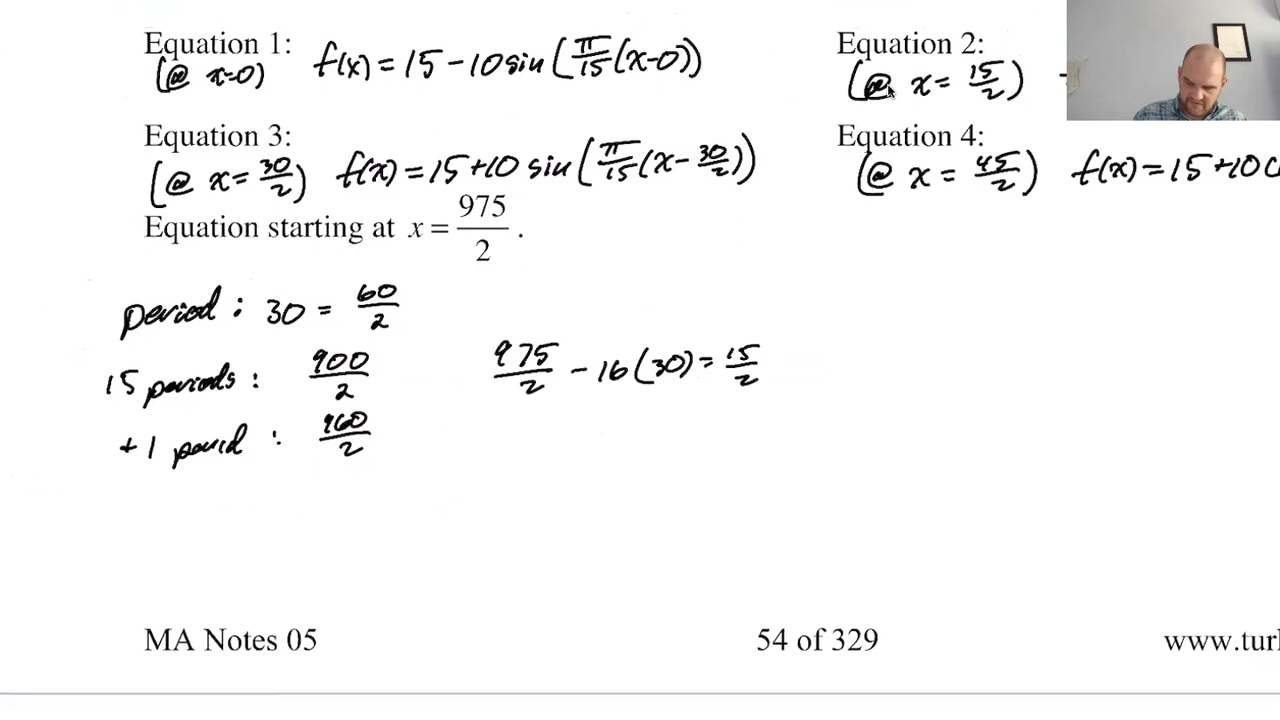 Equation 1: f(x) = 15 - 10 sin(π/15(x-0))
(@ x=0)
Equation 2:
(@ x = 15/2)
Equation 3:
(@ x = 30/2) f(x) = 15+10 sin(π/15(x - 30/2))
Equation 4:
(@ x = 45/2) f(x) = 15+10
Equation starting at x = 975/2 .
period : 30 = 60/2
15 periods : 900/2
975/2 - 16(30) = 15/2
+ 1 period : 960/2
MA Notes 05
54 of 329